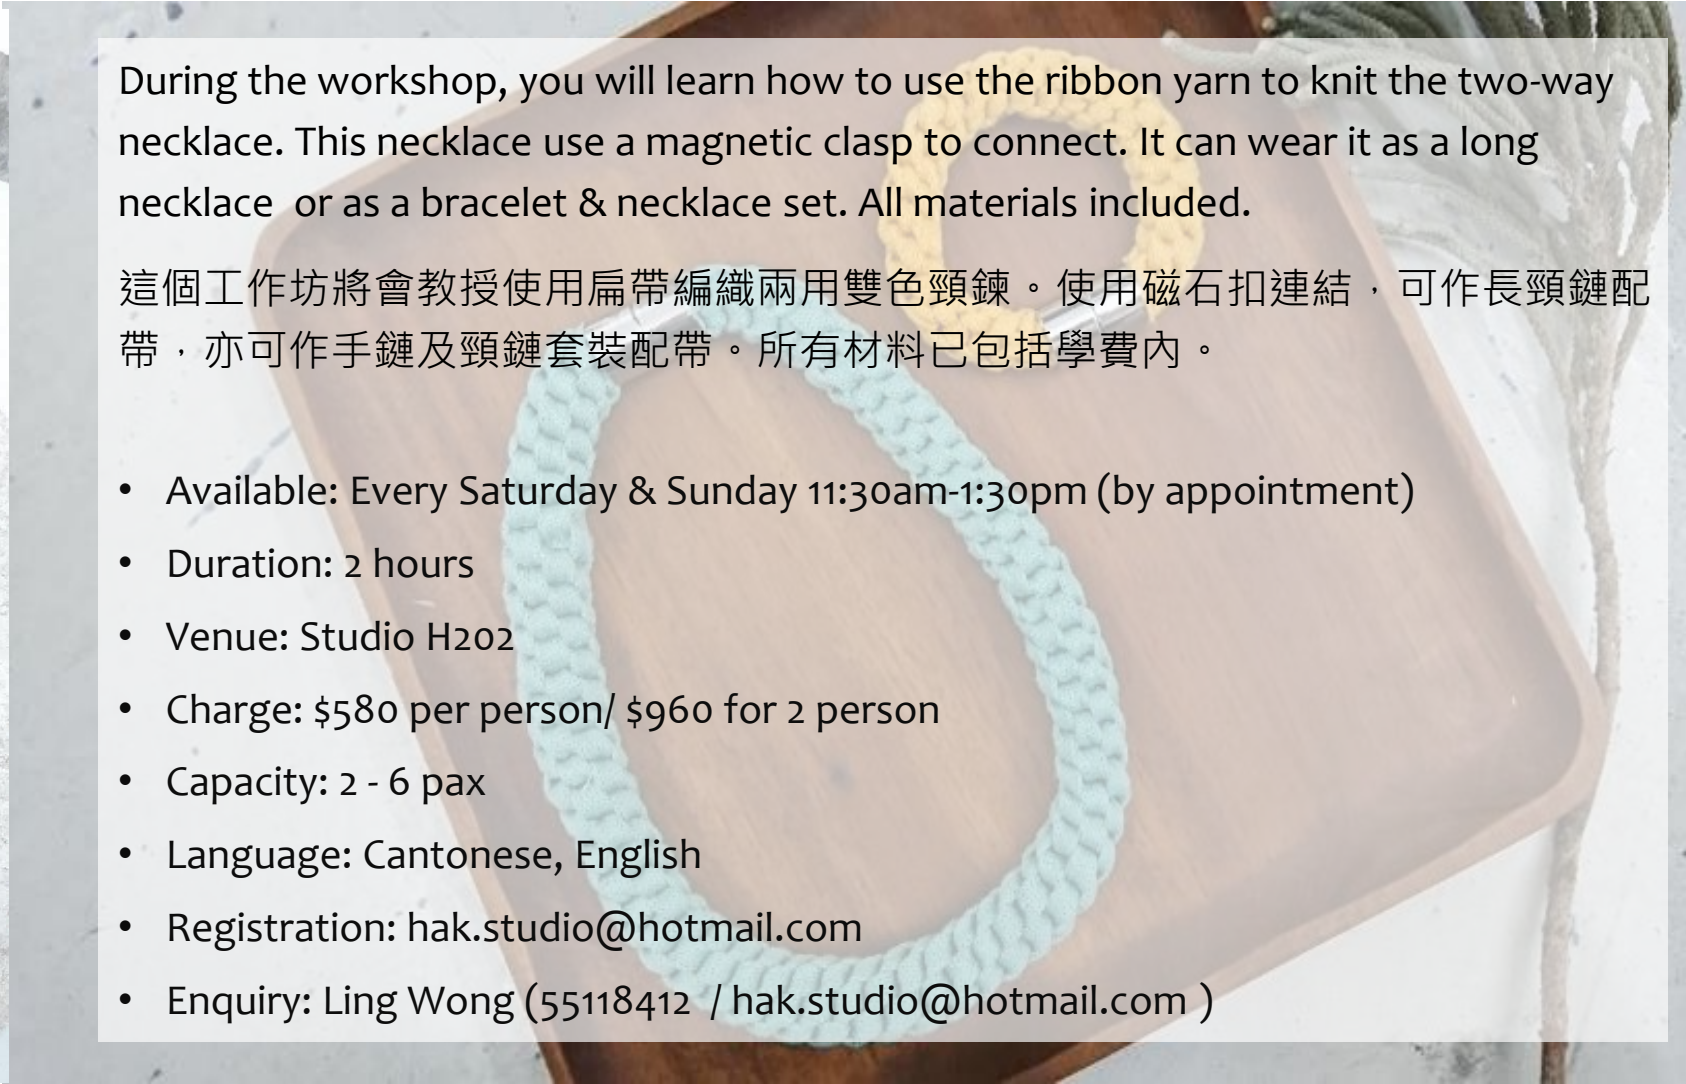 During the workshop, you will learn how to use the ribbon yarn to knit the two-way
necklace. This necklace use a magnetic clasp to connect. It can wear it as a long
necklace  or as a bracelet & necklace set. All materials included.
這個工作坊將會教授使用扁帶編織兩用雙色頸鍊。使用磁石扣連結，可作長頸鏈配
帶，亦可作手鏈及頸鏈套裝配帶。所有材料已包括學費內。
• Available: Every Saturday & Sunday 11:30am-1:30pm (by appointment)
• Duration: 2 hours
• Venue: Studio H202
• Charge: $580 per person/ $960 for 2 person
• Capacity: 2 - 6 pax
• Language: Cantonese, English
• Registration: hak.studio@hotmail.com
• Enquiry: Ling Wong (55118412  / hak.studio@hotmail.com )